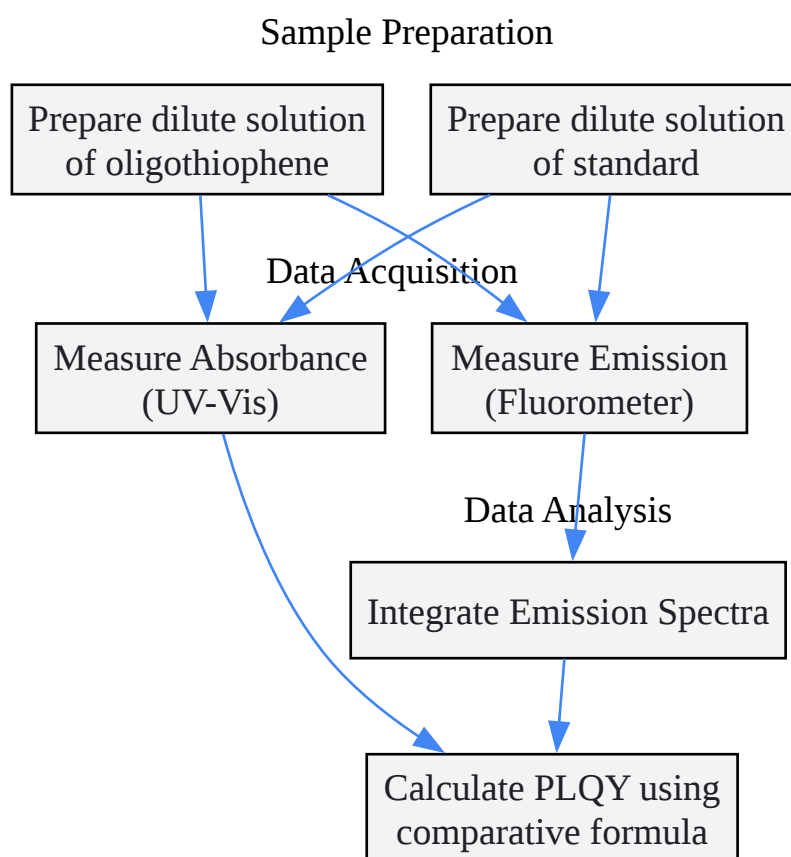 Sample Preparation
Prepare dilute solution
of oligothiophene
Prepare dilute solution
of standard
Data Acquisition
Measure Absorbance
(UV-Vis)
Measure Emission
(Fluorometer)
Data Analysis
Integrate Emission Spectra
Calculate PLQY using
comparative formula